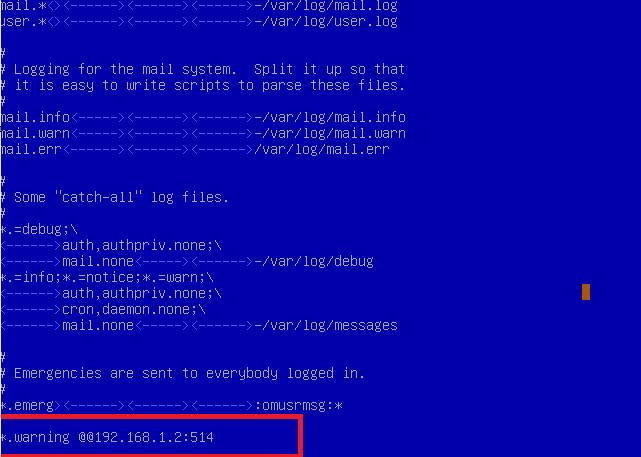 mail.*<><------><------><------>-/var/log/mail.log
user.*<><------><------><------>-/var/log/user.log
#
# Logging for the mail system.  Split it up so that
# it is easy to write scripts to parse these files.
#
mail.info<-----><------><------>-/var/log/mail.info
mail.warn<-----><------><------>-/var/log/mail.warn
mail.err<------><------><------>/var/log/mail.err
#
# Some "catch-all" log files.
#
*.=debug;\
<------>auth,authpriv.none;\
<------>mail.none<-----><------>-/var/log/debug
*.=info;*.=notice;*.=warn;\
<------>auth,authpriv.none;\
<------>cron,daemon.none;\
<------>mail.none<-----><------>-/var/log/messages
#
# Emergencies are sent to everybody logged in.
#
*.emerg><------><------><------>:omusrmsg:*
*.warning @@192.168.1.2:514